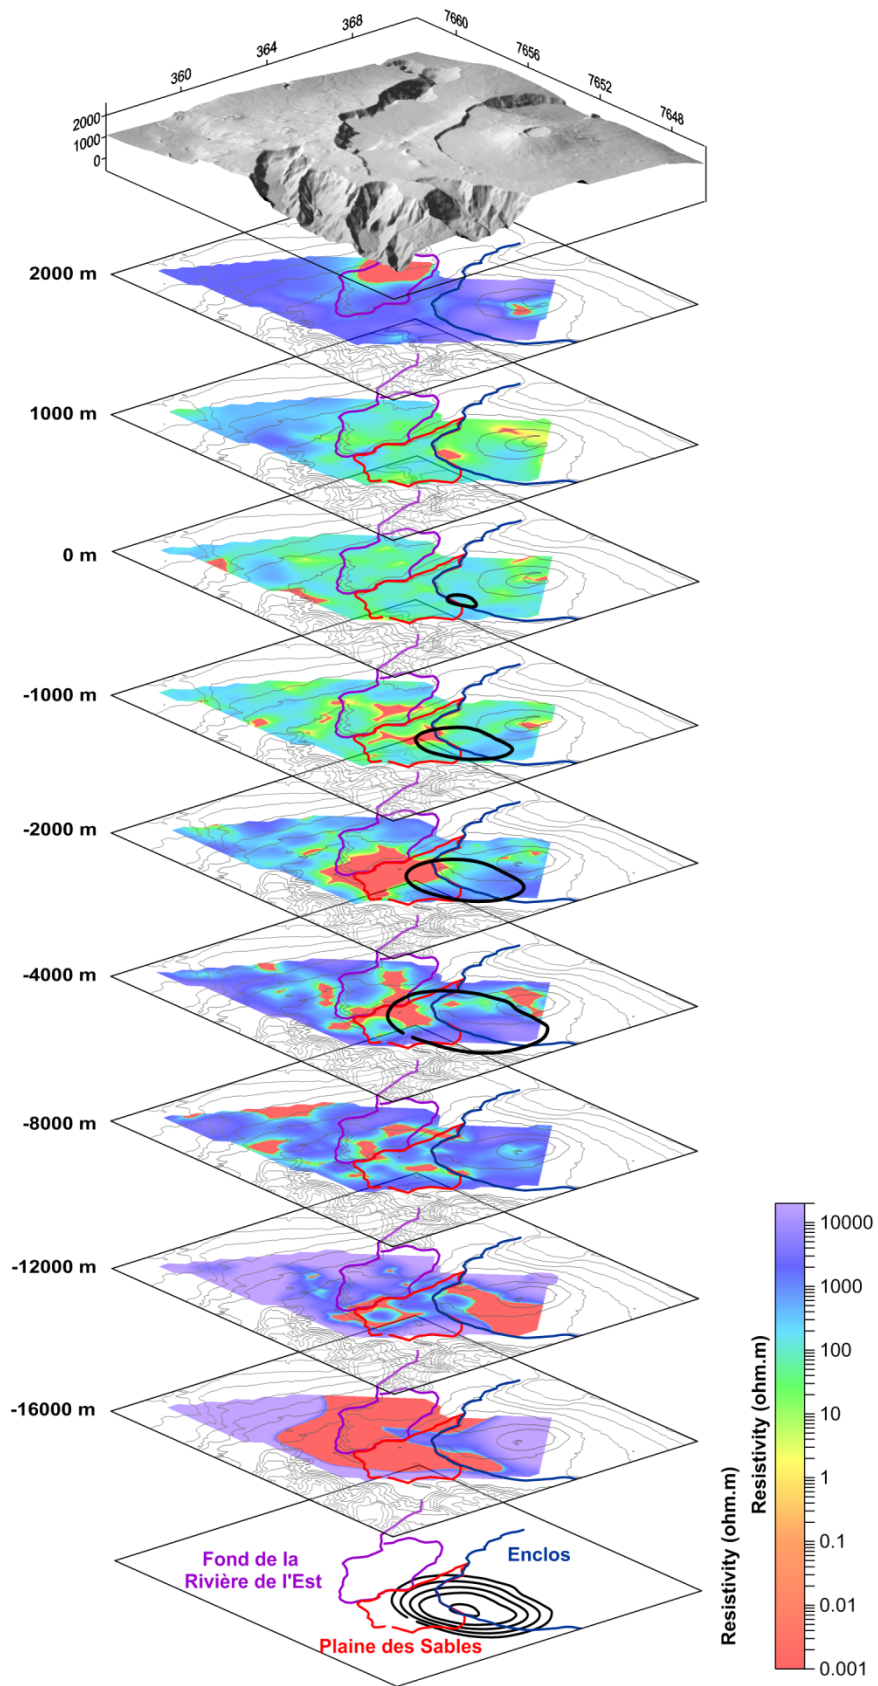 368
7660
364
7656
360
7652
7648
2000
1000
0
2000 m
1000 m
0 m
-1000 m
-2000 m
-4000 m
-8000 m
-12000 m
-16000 m
10000
1000
100
10
1
0.1
0.01
0.001
Resistivity (ohm.m)
Resistivity (ohm.m)
Fond de la
Rivière de l'Est
Enclos
Plaine des Sables